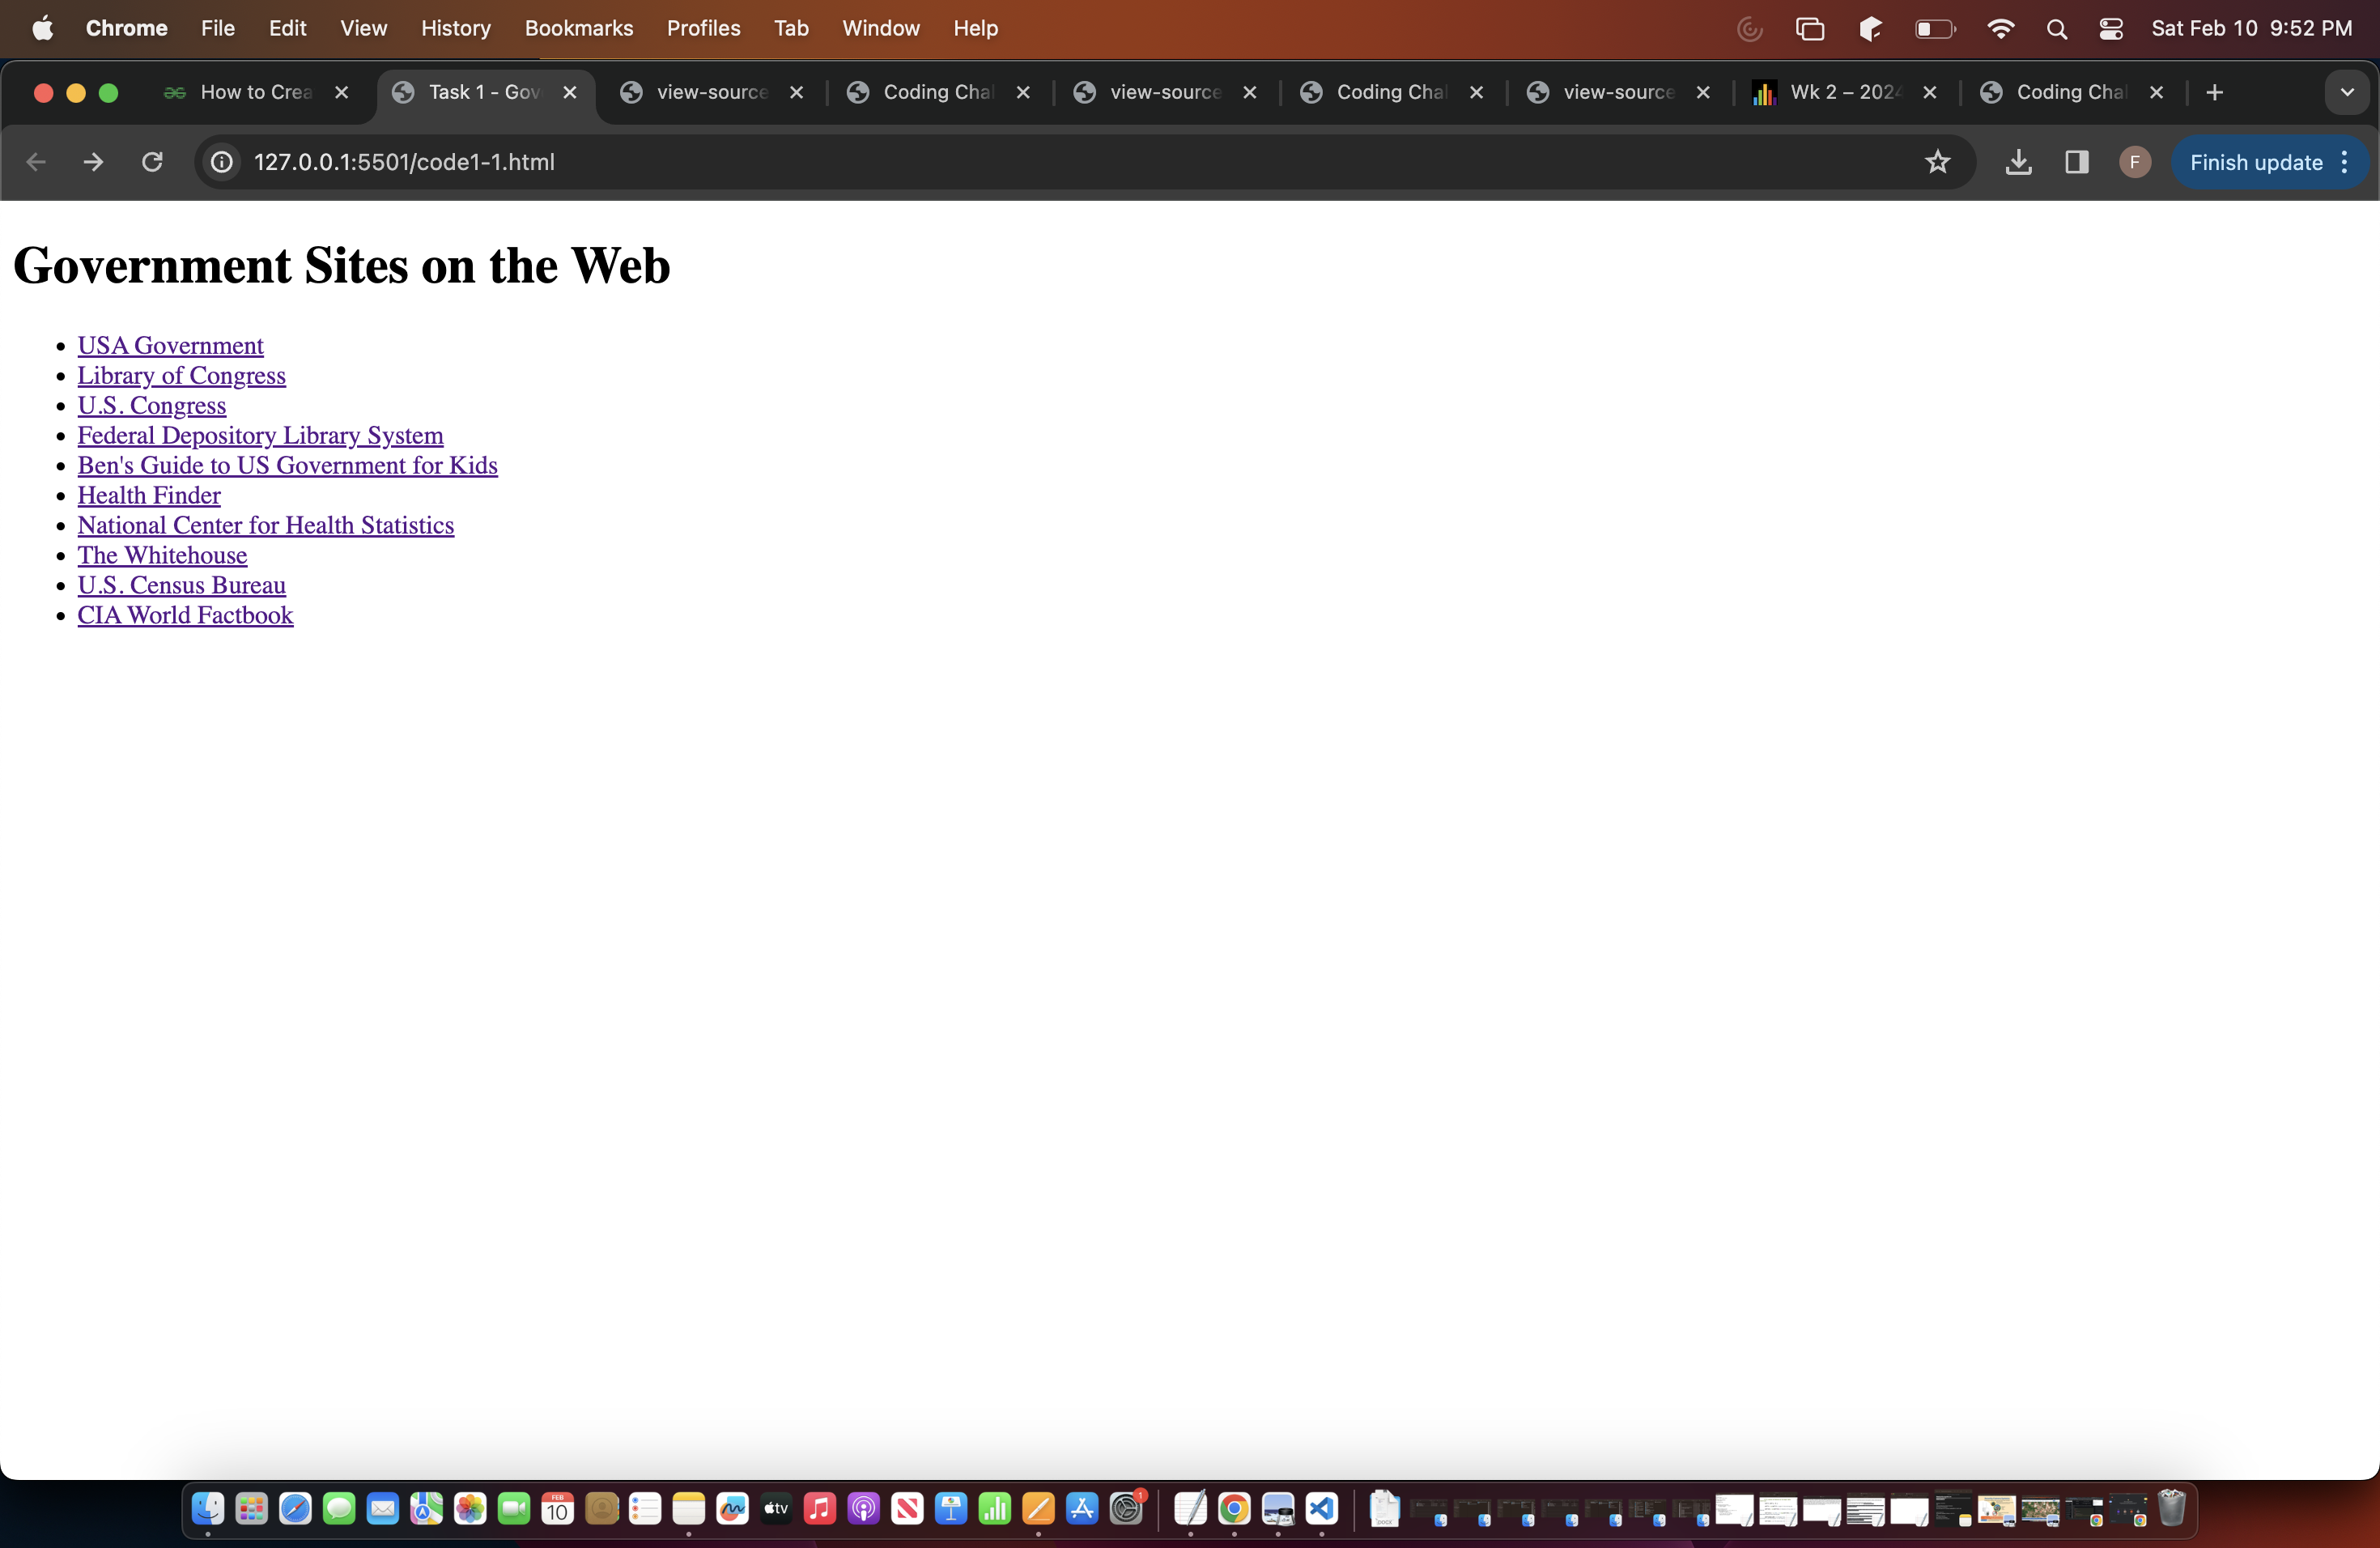 Chrome File Edit View History Bookmarks Profiles Tab Window Help Sat Feb 10 9:52 PM
How to Crea Task 1 - Gov view-source Coding Chal view-source Coding Chal view-source Wk 2 – 2024 Coding Chal
127.0.0.1:5501/code1-1.html F Finish update
Government Sites on the Web
• USA Government
• Library of Congress
• U.S. Congress
• Federal Depository Library System
• Ben's Guide to US Government for Kids
• Health Finder
• National Center for Health Statistics
• The Whitehouse
• U.S. Census Bureau
• CIA World Factbook
FEB
10
tv
1